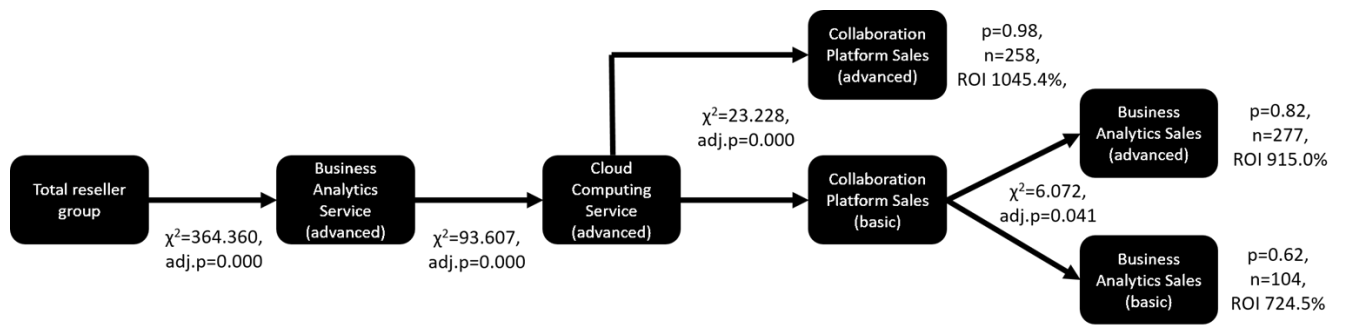 Total reseller
group
χ²=364.360,
adj.p=0.000
Business
Analytics
Service
(advanced)
χ²=93.607,
adj.p=0.000
Cloud
Computing
Service
(advanced)
χ²=23.228,
adj.p=0.000
Collaboration
Platform Sales
(advanced)
p=0.98,
n=258,
ROI 1045.4%,
Collaboration
Platform Sales
(basic)
χ²=6.072,
adj.p=0.041
Business
Analytics Sales
(advanced)
p=0.82,
n=277,
ROI 915.0%
Business
Analytics Sales
(basic)
p=0.62,
n=104,
ROI 724.5%